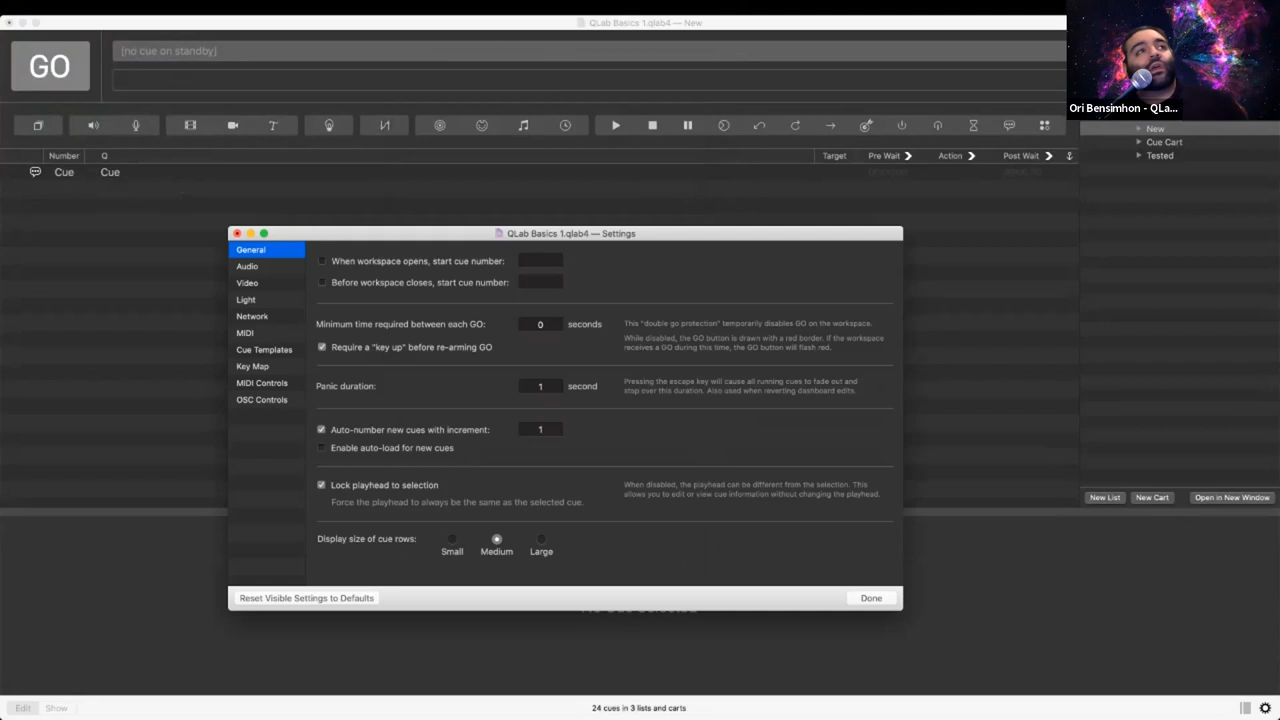 QLab Basics 1.qlab4 — New
GO
[no cue on standby]
Ori Bensimhon - QLa...
Number Q Target Pre Wait Action Post Wait
Cue Cue
New
Cue Cart
Tested
QLab Basics 1.qlab4 — Settings
General
Audio
Video
Light
Network
MIDI
Cue Templates
Key Map
MIDI Controls
OSC Controls
When workspace opens, start cue number:
Before workspace closes, start cue number:
Minimum time required between each GO: 0 seconds
Require a "key up" before re-arming GO
This "double go protection" temporarily disables GO on the workspace.
While disabled, the GO button is drawn with a red border. If the workspace
receives a GO during this time, the GO button will flash red.
Panic duration: 1 second
Pressing the escape key will cause all running cues to fade out and
stop over this duration. Also used when reverting dashboard edits.
Auto-number new cues with increment: 1
Enable auto-load for new cues
Lock playhead to selection
Force the playhead to always be the same as the selected cue.
When disabled, the playhead can be different from the selection. This
allows you to edit or view cue information without changing the playhead.
Display size of cue rows:
Small Medium Large
Reset Visible Settings to Defaults
Done
New List New Cart Open in New Window
Edit Show
24 cues in 3 lists and carts